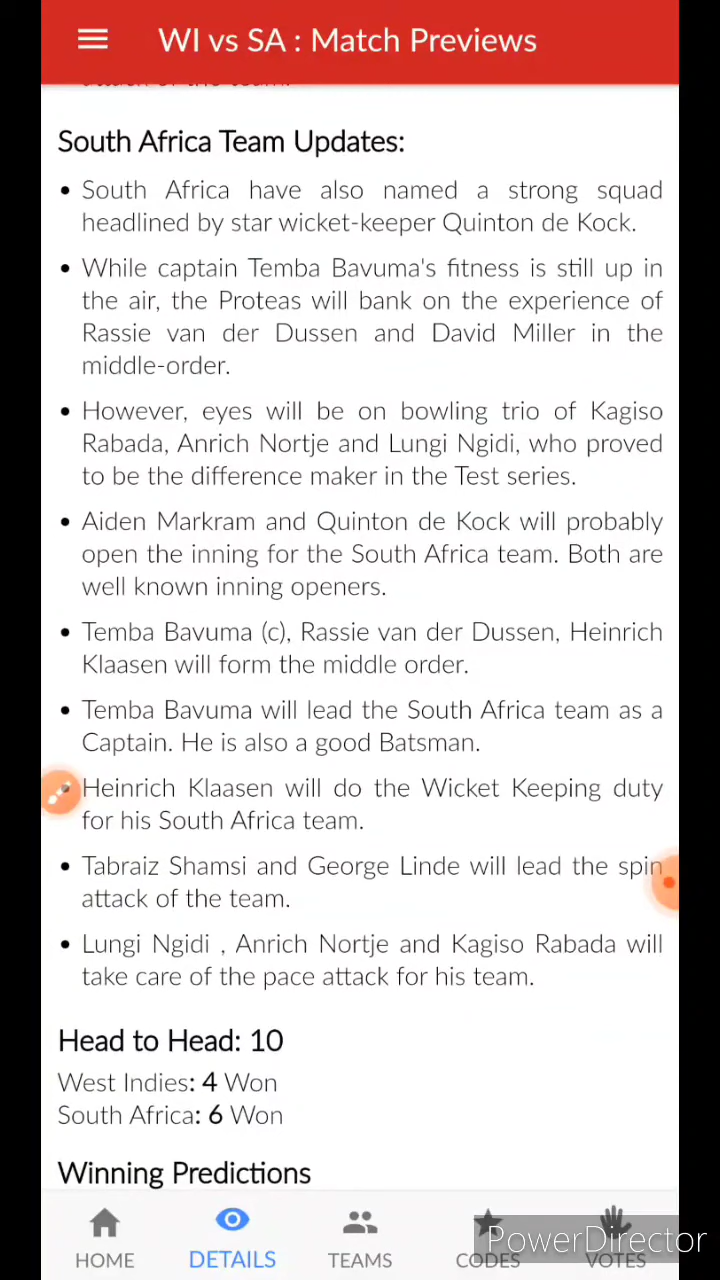 WI vs SA : Match Previews
South Africa Team Updates:
• South Africa have also named a strong squad
headlined by star wicket-keeper Quinton de Kock.
• While captain Temba Bavuma's fitness is still up in
the air, the Proteas will bank on the experience of
Rassie van der Dussen and David Miller in the
middle-order.
• However, eyes will be on bowling trio of Kagiso
Rabada, Anrich Nortje and Lungi Ngidi, who proved
to be the difference maker in the Test series.
• Aiden Markram and Quinton de Kock will probably
open the inning for the South Africa team. Both are
well known inning openers.
• Temba Bavuma (c), Rassie van der Dussen, Heinrich
Klaasen will form the middle order.
• Temba Bavuma will lead the South Africa team as a
Captain. He is also a good Batsman.
Heinrich Klaasen will do the Wicket Keeping duty
for his South Africa team.
• Tabraiz Shamsi and George Linde will lead the spin
attack of the team.
• Lungi Ngidi , Anrich Nortje and Kagiso Rabada will
take care of the pace attack for his team.
Head to Head: 10
West Indies: 4 Won
South Africa: 6 Won
Winning Predictions
HOME DETAILS TEAMS CODES VOTES
PowerDirector